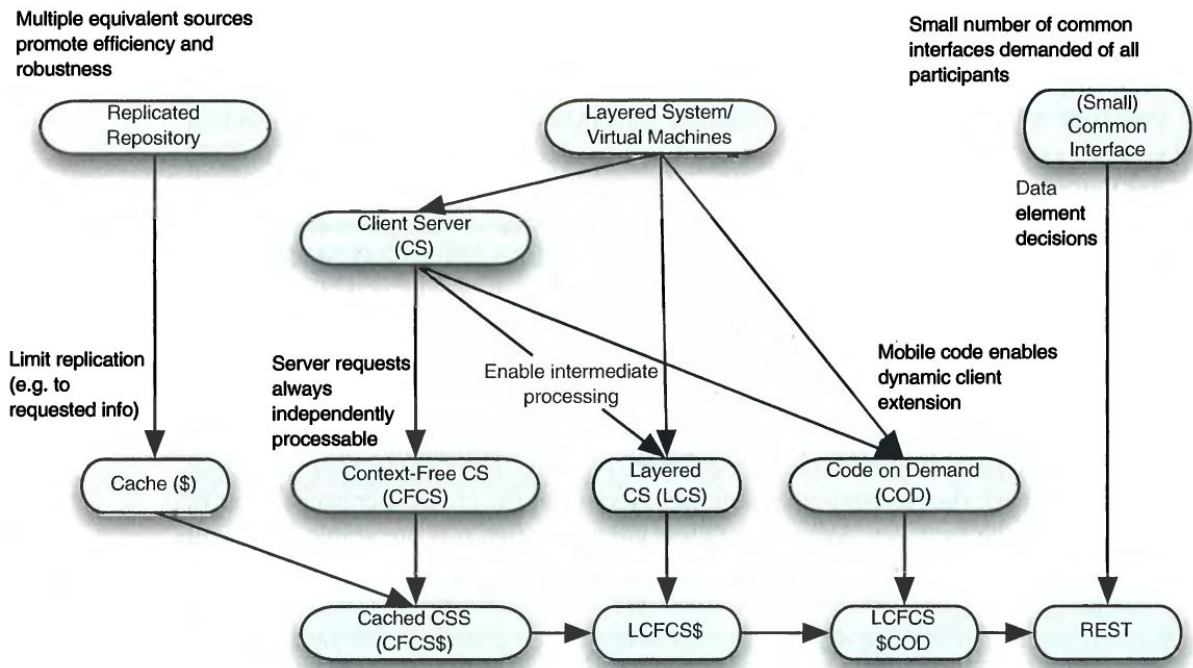 Multiple equivalent sources
promote efficiency and
robustness
Small number of common
interfaces demanded of all
participants
Replicated
Repository
Layered System/
Virtual Machines
(Small)
Common
Interface
Client Server
(CS)
Data
element
decisions
Limit replication
(e.g. to
requested info)
Server requests
always
independently
processable
Enable intermediate
processing
Mobile code enables
dynamic client
extension
Cache ($)
Context-Free CS
(CFCS)
Layered
CS (LCS)
Code on Demand
(COD)
Cached CSS
(CFCS$)
LCFCS$
LCFCS
$COD
REST